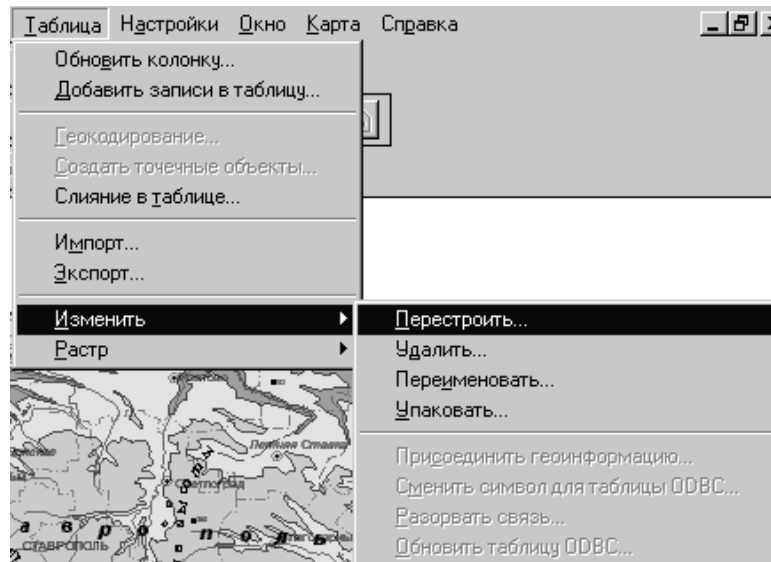 Таблица Настройки Окно Карта Справка
Обновить колонку...
Добавить записи в таблицу...
Геокодирование...
Создать точечные объекты...
Слияние в таблице...
Импорт...
Экспорт...
Изменить
Растр
Перестроить...
Удалить...
Переименовать...
Упаковать...
Присоединить геоинформацию...
Сменить символ для таблицы ODBC...
Разорвать связь...
Обновить таблицу ODBC...
Светлоград
СТАВРОПОЛЬ